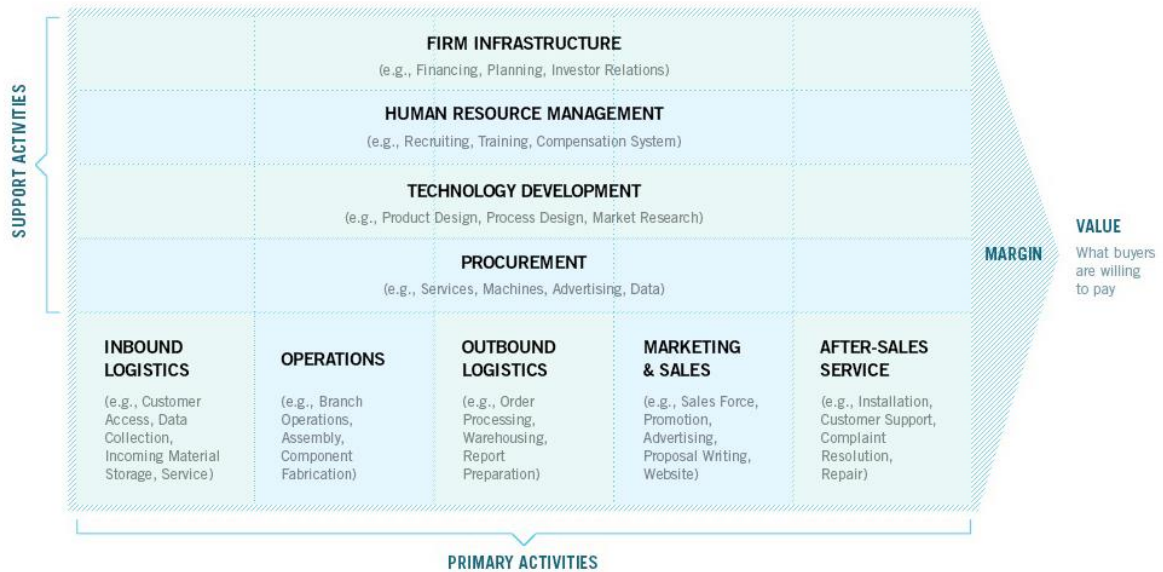 SUPPORT ACTIVITIES
FIRM INFRASTRUCTURE
(e.g., Financing, Planning, Investor Relations)
HUMAN RESOURCE MANAGEMENT
(e.g., Recruiting, Training, Compensation System)
TECHNOLOGY DEVELOPMENT
(e.g., Product Design, Process Design, Market Research)
PROCUREMENT
(e.g., Services, Machines, Advertising, Data)
INBOUND
LOGISTICS
(e.g., Customer
Access, Data
Collection,
Incoming Material
Storage, Service)
OPERATIONS
(e.g., Branch
Operations,
Assembly,
Component
Fabrication)
OUTBOUND
LOGISTICS
(e.g., Order
Processing,
Warehousing,
Report
Preparation)
MARKETING
& SALES
(e.g., Sales Force,
Promotion,
Advertising,
Proposal Writing,
Website)
AFTER-SALES
SERVICE
(e.g., Installation,
Customer Support,
Complaint
Resolution,
Repair)
MARGIN
VALUE
What buyers
are willing
to pay
PRIMARY ACTIVITIES